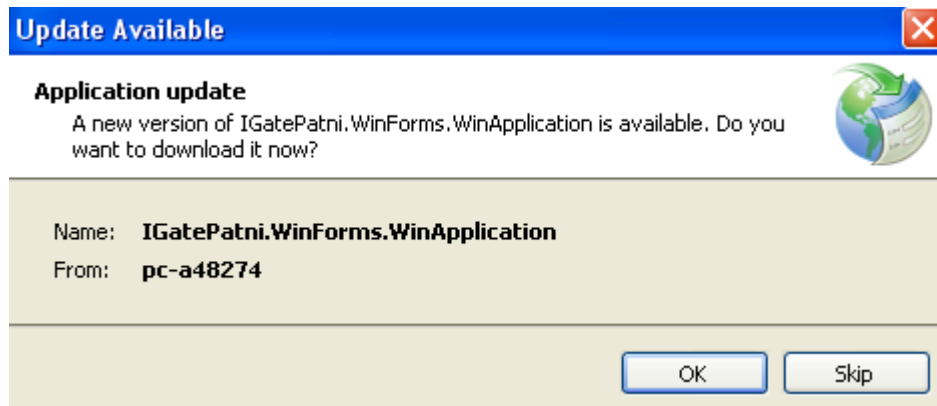 Update Available
Application update
A new version of IGatePatni.WinForms.WinApplication is available. Do you
want to download it now?
Name: IGatePatni.WinForms.WinApplication
From: pc-a48274
OK Skip